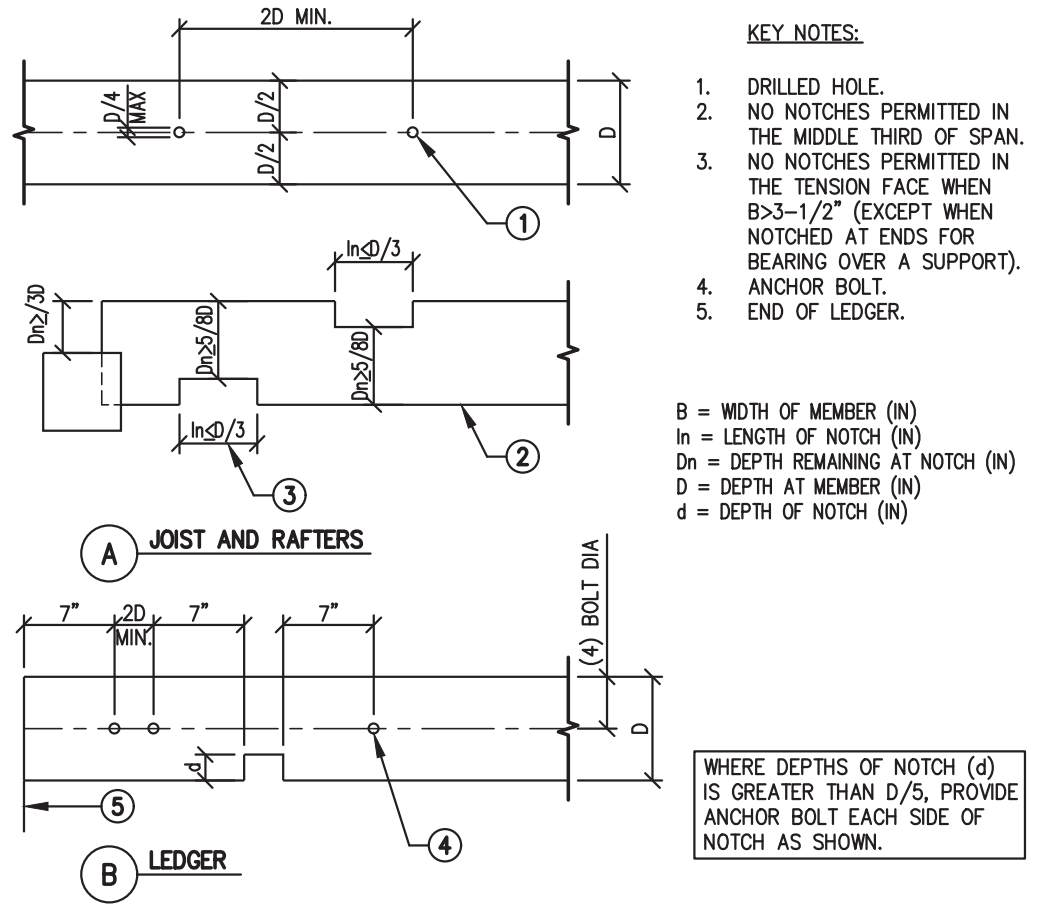 2D MIN.
D/4
MAX
D/2
D/2
D
1
KEY NOTES:
1. DRILLED HOLE.
2. NO NOTCHES PERMITTED IN
THE MIDDLE THIRD OF SPAN.
3. NO NOTCHES PERMITTED IN
THE TENSION FACE WHEN
B>3-1/2" (EXCEPT WHEN
NOTCHED AT ENDS FOR
BEARING OVER A SUPPORT).
4. ANCHOR BOLT.
5. END OF LEDGER.
ln≤D/3
Dn≥/3D
Dn≥5/8D
Dn≥5/8D
ln≤D/3
2
3
A JOIST AND RAFTERS
B = WIDTH OF MEMBER (IN)
ln = LENGTH OF NOTCH (IN)
Dn = DEPTH REMAINING AT NOTCH (IN)
D = DEPTH AT MEMBER (IN)
d = DEPTH OF NOTCH (IN)
7"
2D
MIN.
7"
7"
(4) BOLT DIA
D
d
5
4
B LEDGER
WHERE DEPTHS OF NOTCH (d)
IS GREATER THAN D/5, PROVIDE
ANCHOR BOLT EACH SIDE OF
NOTCH AS SHOWN.